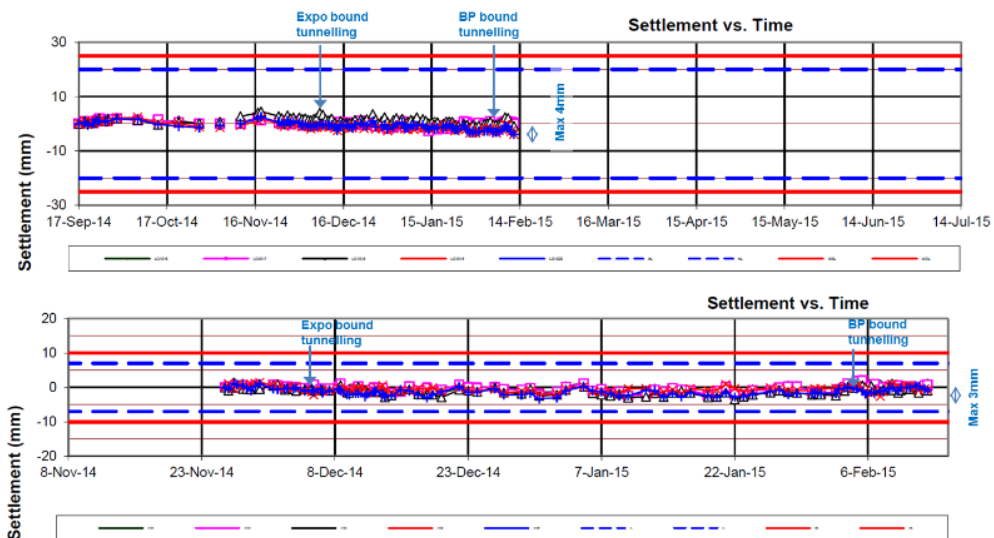 Expo bound
tunnelling
BP bound
tunnelling
Settlement vs. Time
Settlement (mm)
30
10
-10
-30
Max 4mm
17-Sep-14 17-Oct-14 16-Nov-14 16-Dec-14 15-Jan-15 14-Feb-15 16-Mar-15 15-Apr-15 15-May-15 14-Jun-15 14-Jul-15
Settlement vs. Time
Expo bound
tunnelling
BP bound
tunnelling
Settlement (mm)
20
10
0
-10
-20
Max 3mm
8-Nov-14 23-Nov-14 8-Dec-14 23-Dec-14 7-Jan-15 22-Jan-15 6-Feb-15